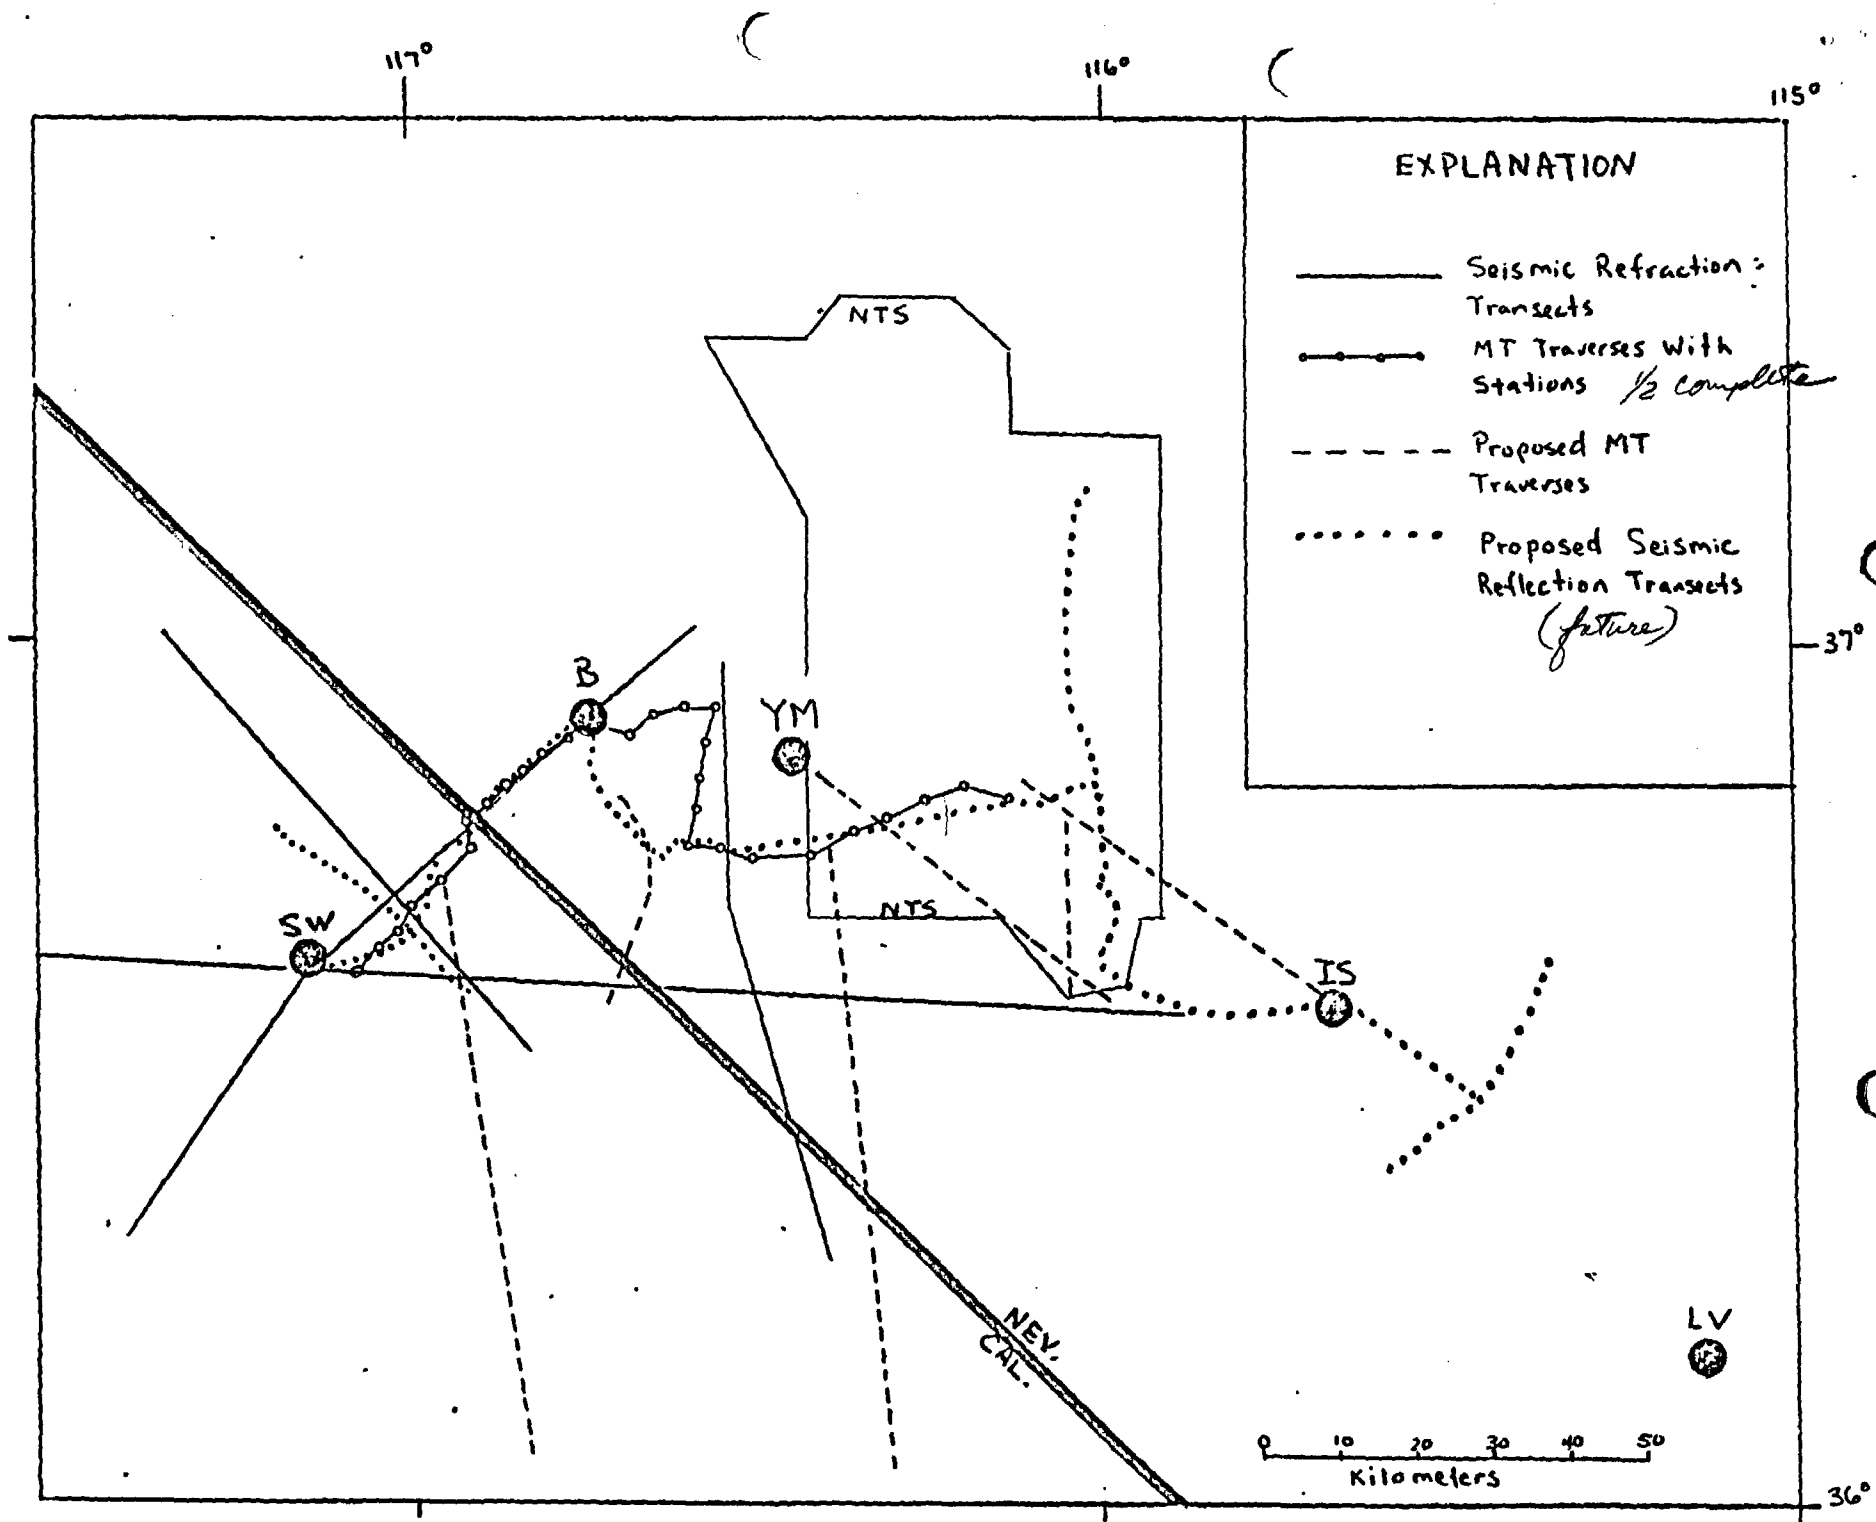 117°
116°
115°
EXPLANATION
Seismic Refraction
Transects
MT Traverses With
Stations 1/2 complete
Proposed MT
Traverses
Proposed Seismic
Reflection Transects
(future)
NTS
37°
B
YM
SW
NTS
IS
NEV.
CAL.
LV
0 10 20 30 40 50
Kilometers
36°